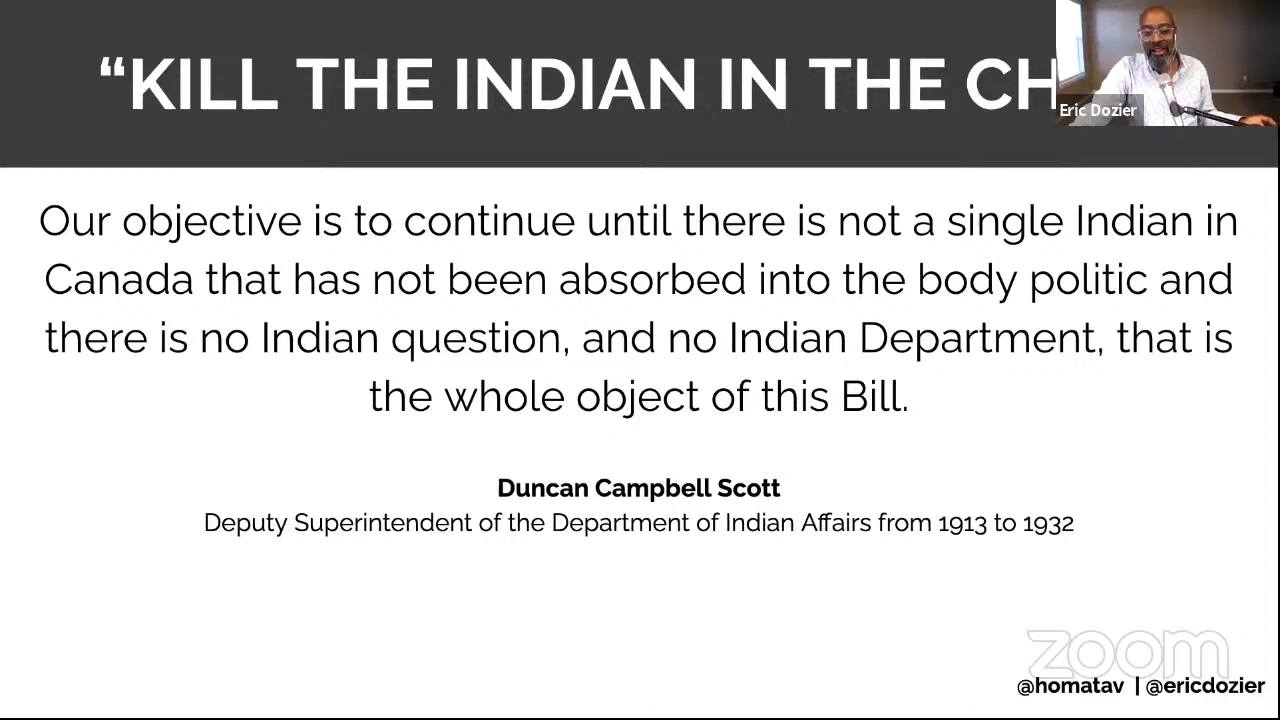 “KILL THE INDIAN IN THE CH
Eric Dozier
Our objective is to continue until there is not a single Indian in
Canada that has not been absorbed into the body politic and
there is no Indian question, and no Indian Department, that is
the whole object of this Bill.
Duncan Campbell Scott
Deputy Superintendent of the Department of Indian Affairs from 1913 to 1932
zoom
@homatav | @ericdozier